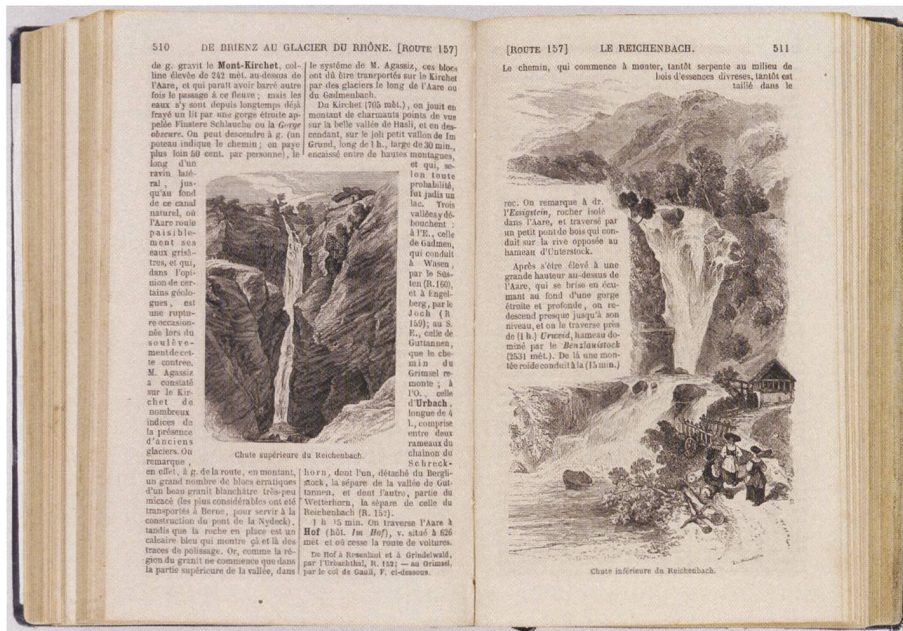 510 DE BRIENZ AU GLACIER DU RHÔNE. [ROUTE 157]
de g. gravit le Mont-Kirchet, col-
line élevée de 242 mèt. au-dessus de
l'Aare, et qui paraît avoir barré autre
fois le passage à ce fleuve; mais les
eaux s'y sont depuis longtemps déjà
frayé un lit par une gorge étroite ap-
pelée Finstere Schlauche ou la Gorge
obscure. On peut descendre à g. (un
poteau indique le chemin; on paye
plus loin 50 cent. par personne), le
long d'un
ravin laté-
ral, jus-
qu'au fond
de ce canal
naturel, où
l'Aare roule
paisible-
ment ses
eaux grisâ-
tres, et qui,
dans l'opi-
nion de cer-
tains géolo-
gues, est
une ruptu-
re occasion-
née lors du
soulève-
ment de cet-
te contrée.
M. Agassiz
a constaté
sur le Kir-
chet de
nombreux
indices de
la présence
d'anciens
glaciers. On
remarque,
en effet, à g. de la route, en montant,
un grand nombre de blocs erratiques
d'un beau granit blanchâtre très-peu
micacé (les plus considérables ont été
transportés à Berne, pour servir à la
construction du pont de la Nydeck),
tandis que la roche en place est un
calcaire bleu qui montre çà et là des
traces de polissage. Or, comme la ré-
gion du granit ne commence que dans
la partie supérieure de la vallée, dans
le système de M. Agassiz, ces blocs
ont dû être tranportés sur le Kirchet
par des glaciers le long de l'Aare ou
du Gadmenbach.
Du Kirchet (705 mèt.), on jouit en
montant de charmants points de vue
sur la belle vallée de Hasli, et en des-
cendant, sur le joli petit vallon de Im
Grund, long de 1 h., large de 30 min.,
encaissé entre de hautes montagnes,
et qui, se-
lon toute
probabilité,
fut jadis un
lac. Trois
vallées y dé-
bouchent :
à l'E., celle
de Gadmen,
qui conduit
à Wasen,
par le Sus-
ten (R. 160),
et à Engel-
berg, par le
Joch (R
159); au S.
E., celle de
Guttannen,
que le che-
min du
Grimsel re-
monte; à
l'O., celle
d'Urbach,
longue de 4
l., comprise
entre deux
rameaux du
chaînon du
Schreck-
horn, dont l'un, détaché du Bergli-
stock, la sépare de la vallée de Gut-
tannen, et dont l'autre, partie du
Wetterhorn, la sépare de celle du
Reichenbach (R. 152).
1 h 15 min. On traverse l'Aare à
Hof (hôt. Im Hof), v. situé à 626
mèt et où cesse la route de voitures.
De Hof à Rosenlaui et à Grindelwald,
par l'Urbachthal, R. 152; — au Grimsel,
par le col de Gauli, V. ci-dessous.
Chute supérieure du Reichenbach.
[ROUTE 157] LE REICHENBACH. 511
Le chemin, qui commence à monter, tantôt serpente au milieu de
bois d'essences divreses, tantôt est
taillé dans le
roc. On remarque à dr.
l'Essigstein, rocher isolé
dans l'Aare, et traversé par
un petit pont de bois qui con-
duit sur la rive opposée au
hameau d'Unterstock.
Après s'être élevé à une
grande hauteur au-dessus de
l'Aare, qui se brise en écu-
mant au fond d'une gorge
étroite et profonde, on re-
descend presque jusqu'à son
niveau, et on le traverse près
de (1 h.) Urweid, hameau do-
miné par le Benzlauistock
(2531 mèt.). De là une mon-
tée roide conduit à la (15 min.)
Chute inférieure du Reichenbach.